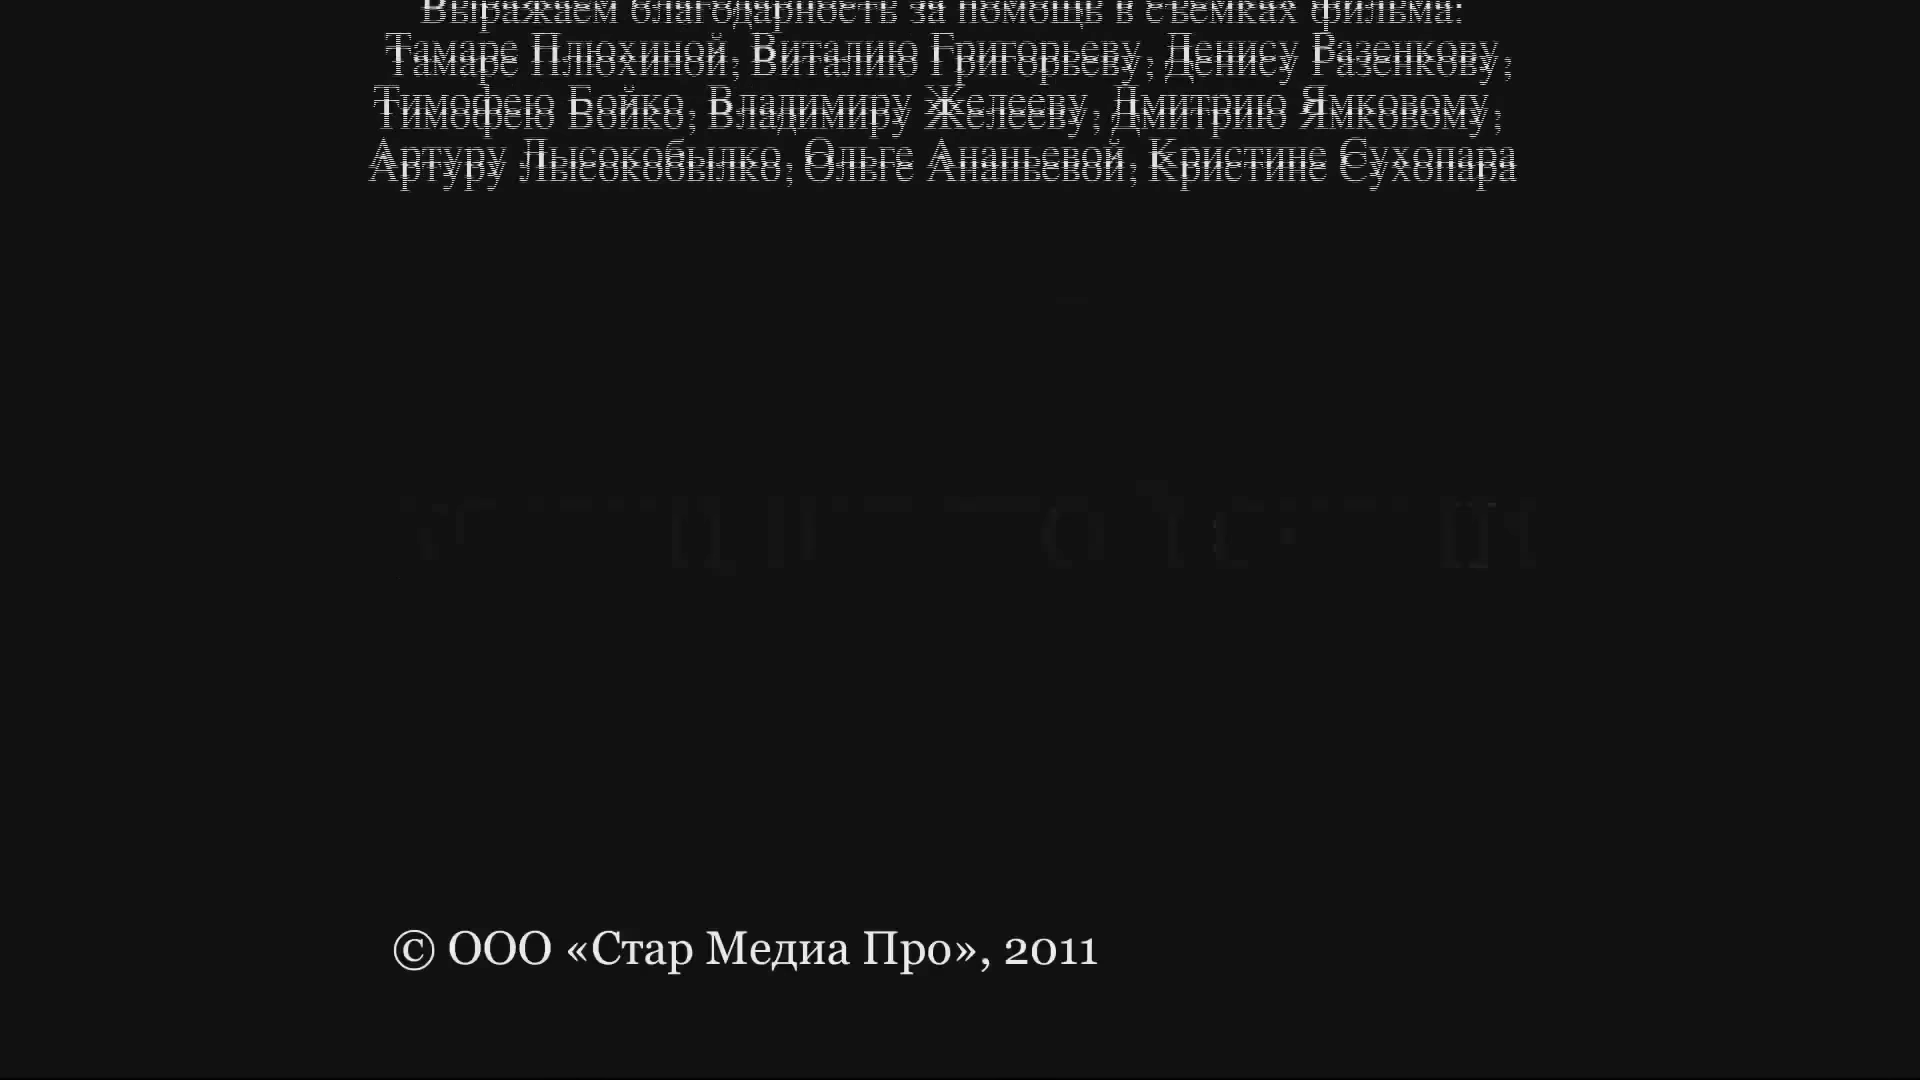 Выражаем благодарность за помощь в съемках фильма:
Тамаре Плюхиной, Виталию Григорьеву, Денису Разенкову,
Тимофею Бойко, Владимиру Желееву, Дмитрию Ямковому,
Артуру Лысокобылко, Ольге Ананьевой, Кристине Сухопара
© ООО «Стар Медиа Про», 2011